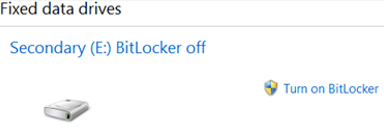 Fixed data drives
Secondary (E:) BitLocker off
Turn on BitLocker